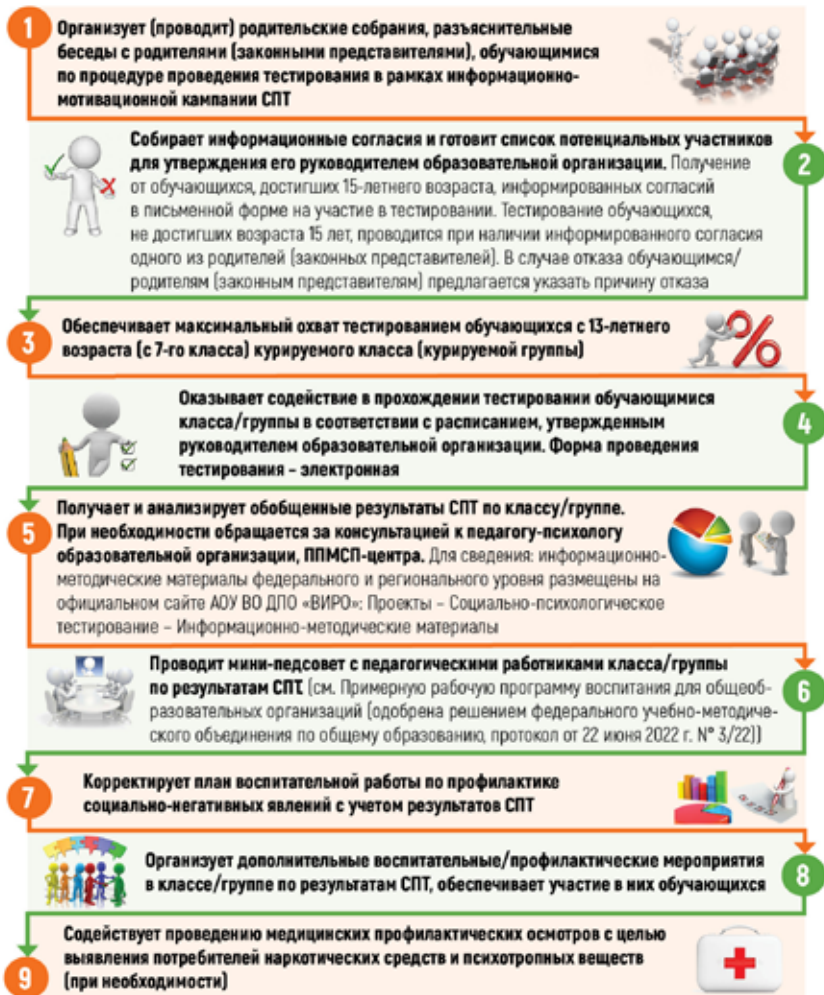 1
Организует (проводит) родительские собрания, разъяснительные
беседы с родителями (законными представителями), обучающимися
по процедуре проведения тестирования в рамках информационно-
мотивационной кампании СПТ
Собирает информационные согласия и готовит список потенциальных участников
для утверждения его руководителем образовательной организации. Получение
от обучающихся, достигших 15-летнего возраста, информированных согласий
в письменной форме на участие в тестировании. Тестирование обучающихся,
не достигших возраста 15 лет, проводится при наличии информированного согласия
одного из родителей (законных представителей). В случае отказа обучающимся/
родителям (законным представителям) предлагается указать причину отказа
2
3
Обеспечивает максимальный охват тестированием обучающихся с 13-летнего
возраста (с 7-го класса) курируемого класса (курируемой группы)
%
Оказывает содействие в прохождении тестировании обучающимися
класса/группы в соответствии с расписанием, утвержденным
руководителем образовательной организации. Форма проведения
тестирования – электронная
4
5
Получает и анализирует обобщенные результаты СПТ по классу/группе.
При необходимости обращается за консультацией к педагогу-психологу
образовательной организации, ППМСП-центра. Для сведения: информационно-
методические материалы федерального и регионального уровня размещены на
официальном сайте АОУ ВО ДПО «ВИРО»: Проекты – Социально-психологическое
тестирование – Информационно-методические материалы
Проводит мини-педсовет с педагогическими работниками класса/группы
по результатам СПТ. (см. Примерную рабочую программу воспитания для общеоб-
разовательных организаций (одобрена решением федерального учебно-методиче-
ского объединения по общему образованию, протокол от 22 июня 2022 г. N° 3/22))
6
7
Корректирует план воспитательной работы по профилактике
социально-негативных явлений с учетом результатов СПТ
Организует дополнительные воспитательные/профилактические мероприятия
в классе/группе по результатам СПТ, обеспечивает участие в них обучающихся
8
9
Содействует проведению медицинских профилактических осмотров с целью
выявления потребителей наркотических средств и психотропных веществ
(при необходимости)